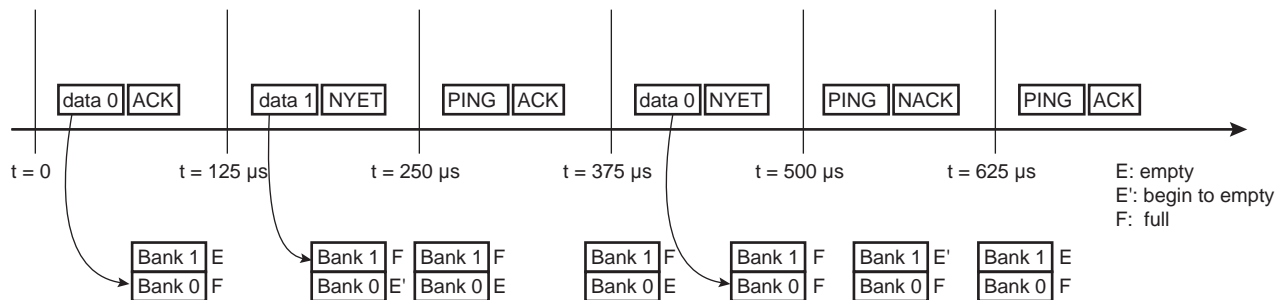 data 0 ACK data 1 NYET PING ACK data 0 NYET PING NACK PING ACK
t = 0 t = 125 μs t = 250 μs t = 375 μs t = 500 μs t = 625 μs
E: empty
E': begin to empty
F: full
Bank 1 E Bank 1 F Bank 1 F Bank 1 F Bank 1 F Bank 1 E' Bank 1 E
Bank 0 F Bank 0 E' Bank 0 E Bank 0 E Bank 0 F Bank 0 F Bank 0 F